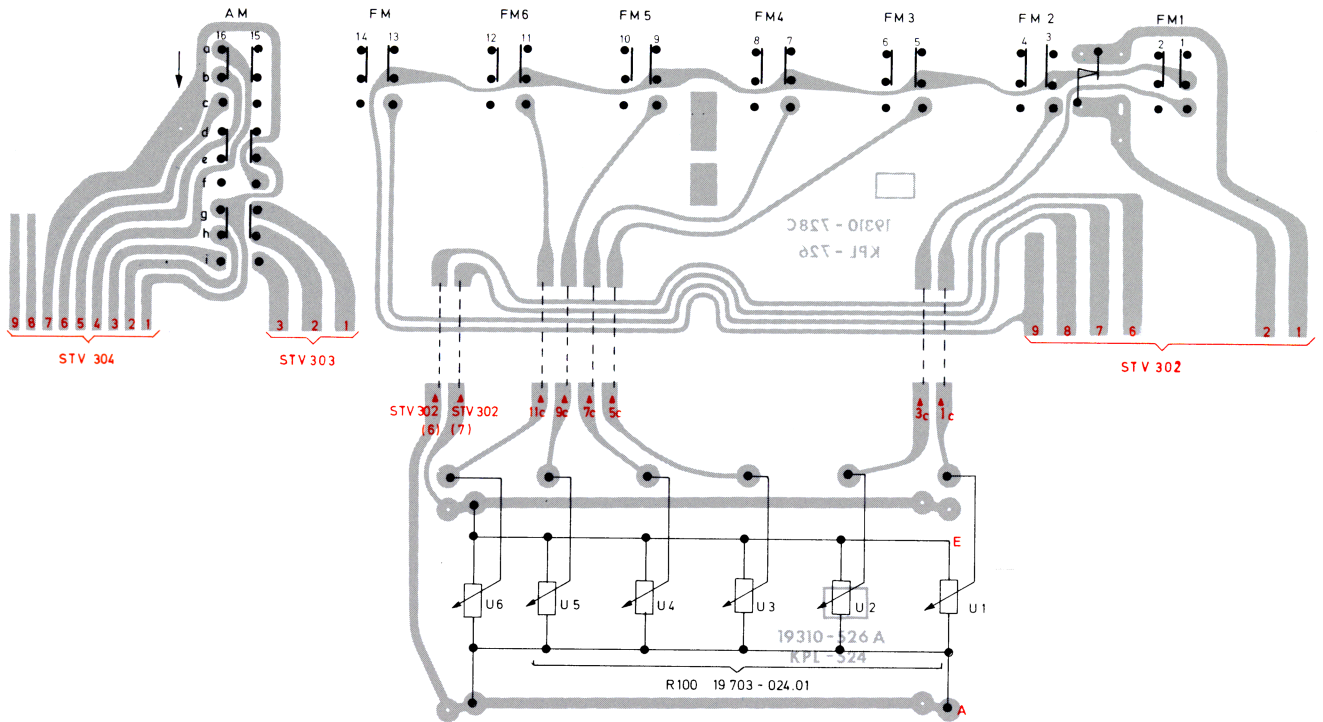 AM FM FM6 FM5 FM4 FM3 FM2 FM1
16 15 14 13 12 11 10 9 8 7 6 5 4 3 2 1
a
b
c
d
e
f
g
h
i
19310-728C
KPL-726
9 8 7 6 5 4 3 2 1
STV 304
3 2 1
STV 303
9 8 7 6 2 1
STV 302
STV 302 (6)
STV 302 (7)
11c 9c 7c 5c 3c 1c
E
U6 U5 U4 U3 U2 U1
19310-526 A
KPL-524
R100 19 703-024.01
A